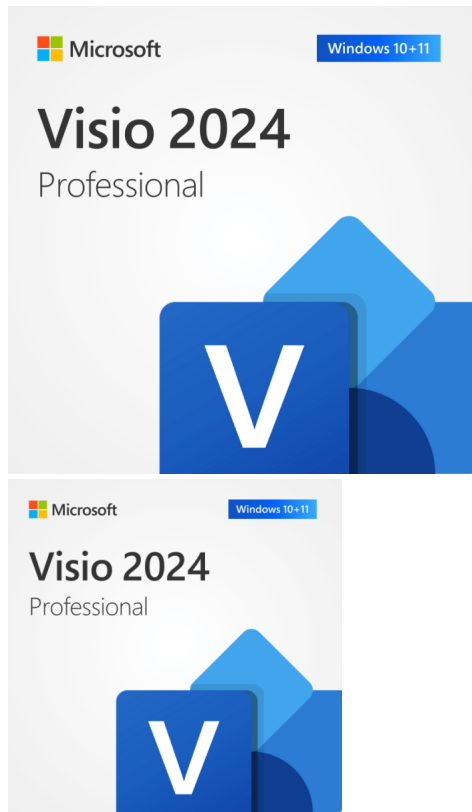 Microsoft
Windows 10+11
Visio 2024
Professional
V
Microsoft
Windows 10+11
Visio 2024
Professional
V